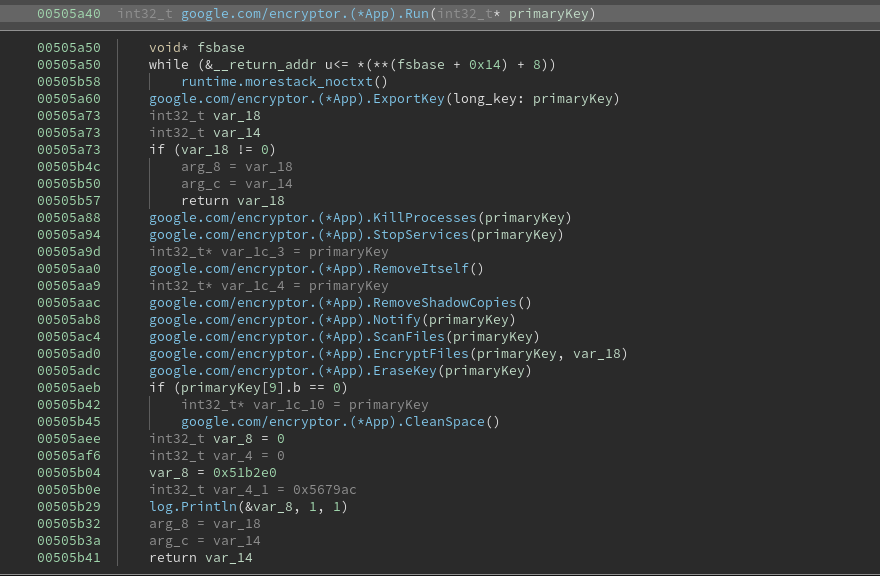 00505a40  int32_t google.com/encryptor.(*App).Run(int32_t* primaryKey)
00505a50      void* fsbase
00505a50      while (&__return_addr u<= *(**(fsbase + 0x14) + 8))
00505b58          runtime.morestack_noctxt()
00505a60      google.com/encryptor.(*App).ExportKey(long_key: primaryKey)
00505a73      int32_t var_18
00505a73      int32_t var_14
00505a73      if (var_18 != 0)
00505b4c          arg_8 = var_18
00505b50          arg_c = var_14
00505b57          return var_18
00505a88      google.com/encryptor.(*App).KillProcesses(primaryKey)
00505a94      google.com/encryptor.(*App).StopServices(primaryKey)
00505a9d      int32_t* var_1c_3 = primaryKey
00505aa0      google.com/encryptor.(*App).RemoveItself()
00505aa9      int32_t* var_1c_4 = primaryKey
00505aac      google.com/encryptor.(*App).RemoveShadowCopies()
00505ab8      google.com/encryptor.(*App).Notify(primaryKey)
00505ac4      google.com/encryptor.(*App).ScanFiles(primaryKey)
00505ad0      google.com/encryptor.(*App).EncryptFiles(primaryKey, var_18)
00505adc      google.com/encryptor.(*App).EraseKey(primaryKey)
00505aeb      if (primaryKey[9].b == 0)
00505b42          int32_t* var_1c_10 = primaryKey
00505b45          google.com/encryptor.(*App).CleanSpace()
00505aee      int32_t var_8 = 0
00505af6      int32_t var_4 = 0
00505b04      var_8 = 0x51b2e0
00505b0e      int32_t var_4_1 = 0x5679ac
00505b29      log.Println(&var_8, 1, 1)
00505b32      arg_8 = var_18
00505b3a      arg_c = var_14
00505b41      return var_14